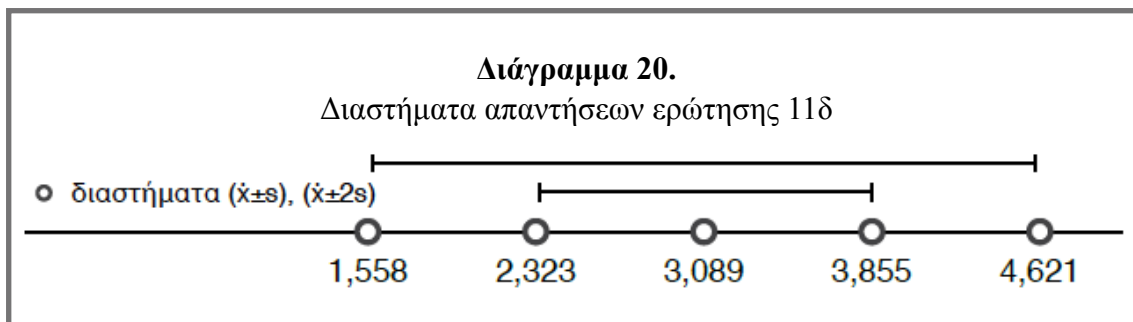 Διάγραμμα 20.
Διαστήματα απαντήσεων ερώτησης 11δ
διαστήματα (ẋ±s), (ẋ±2s)
1,558 2,323 3,089 3,855 4,621